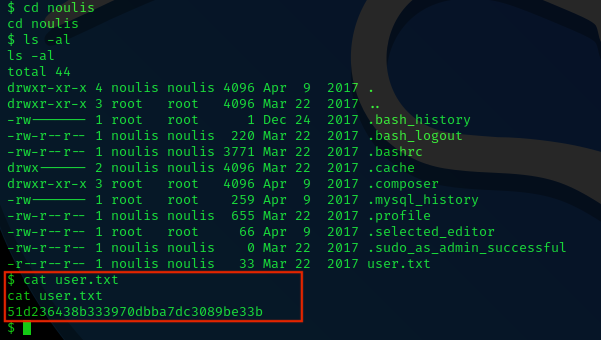 $ cd noulis
cd noulis
$ ls -al
ls -al
total 44
drwxr-xr-x 4 noulis noulis 4096 Apr  9  2017 .
drwxr-xr-x 3 root   root   4096 Mar 22  2017 ..
-rw------- 1 root   root      1 Dec 24  2017 .bash_history
-rw-r--r-- 1 noulis noulis  220 Mar 22  2017 .bash_logout
-rw-r--r-- 1 noulis noulis 3771 Mar 22  2017 .bashrc
drwx------ 2 noulis noulis 4096 Mar 22  2017 .cache
drwxr-xr-x 3 root   root   4096 Apr  9  2017 .composer
-rw------- 1 root   root    259 Apr  9  2017 .mysql_history
-rw-r--r-- 1 noulis noulis  655 Mar 22  2017 .profile
-rw-r--r-- 1 root   root     66 Apr  9  2017 .selected_editor
-rw-r--r-- 1 noulis noulis    0 Mar 22  2017 .sudo_as_admin_successful
-r--r--r-- 1 noulis noulis   33 Mar 22  2017 user.txt
$ cat user.txt
cat user.txt
51d236438b333970dbba7dc3089be33b
$